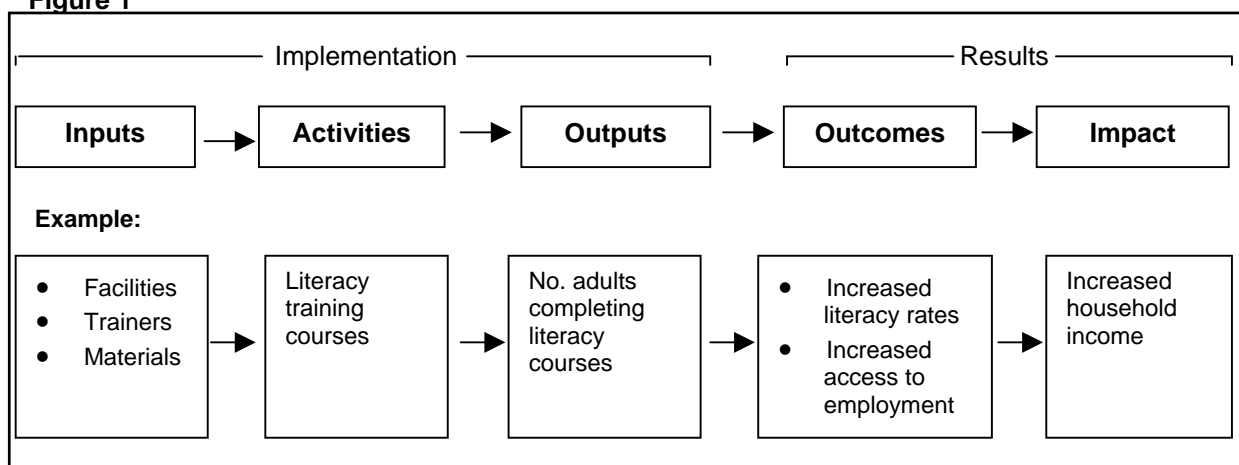 Figure 1
Implementation
Results
Inputs
Activities
Outputs
Outcomes
Impact
Example:
• Facilities
• Trainers
• Materials
Literacy
training
courses
No. adults
completing
literacy
courses
• Increased
literacy rates
• Increased
access to
employment
Increased
household
income